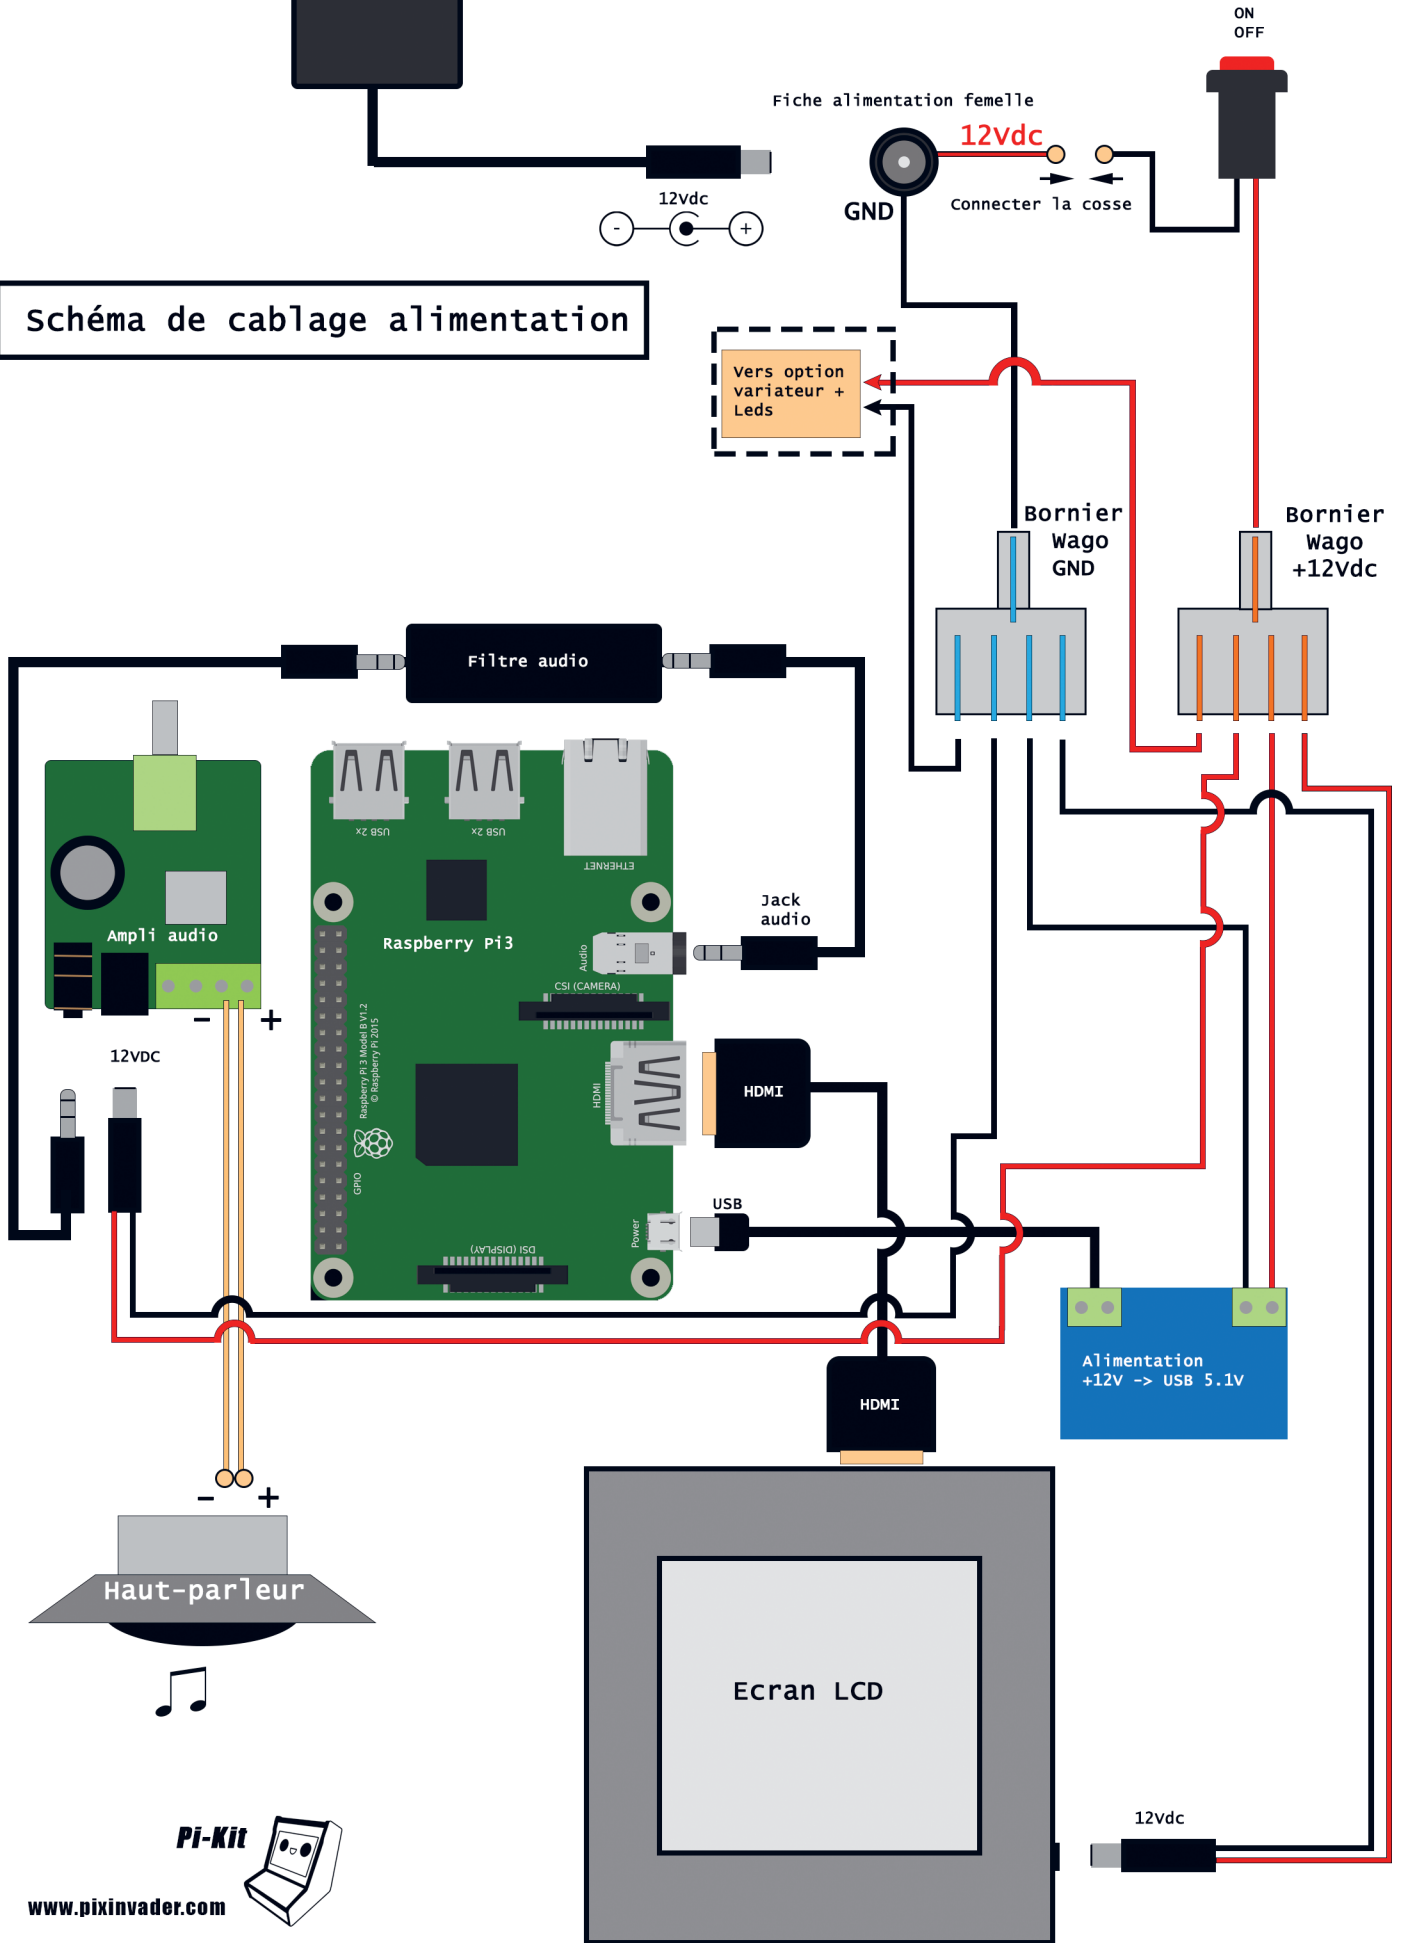 ON
OFF
Fiche alimentation femelle
12Vdc
GND
Connecter la cosse
12Vdc
- +
Schéma de cablage alimentation
Vers option
variateur +
Leds
Bornier
Wago
GND
Bornier
Wago
+12Vdc
Filtre audio
USB 2x
USB 2x
ETHERNET
Jack
audio
Ampli audio
Raspberry Pi3
Audio
CSI (CAMERA)
- +
12VDC
Raspberry Pi 3 Model B V1.2
© Raspberry Pi 2015
HDMI
HDMI
GPIO
USB
Power
DSI (DISPLAY)
Alimentation
+12V -> USB 5.1V
HDMI
- +
Haut-parleur
Ecran LCD
12Vdc
Pi-Kit
www.pixinvader.com